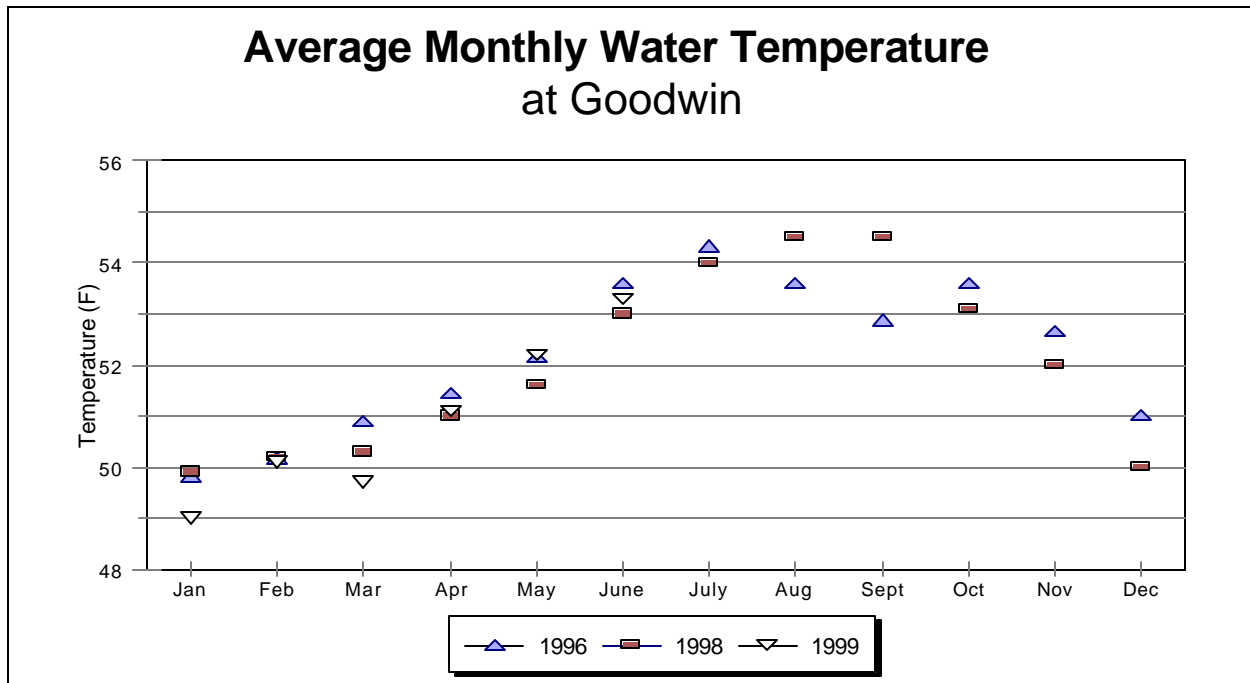 Average Monthly Water Temperature
at Goodwin
Temperature (F)
56
54
52
50
48
Jan Feb Mar Apr May June July Aug Sept Oct Nov Dec
1996 1998 1999